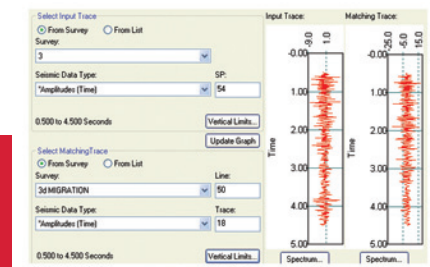 Select Input Trace
From Survey From List
Survey:
3
Seismic Data Type: SP:
*Amplitudes (Time) 54
0.500 to 4.500 Seconds Vertical Limits...
Update Graph
Select MatchingTrace
From Survey From List
Survey: Line:
3d MIGRATION 50
Seismic Data Type: Trace:
*Amplitudes (Time) 18
0.500 to 4.500 Seconds Vertical Limits...
Input Trace: Matching Trace:
-9.0 1.0 -25.0 -5.0 15.0
-0.00 -0.00
1.00 1.00
2.00 2.00
Time Time
3.00 3.00
4.00 4.00
5.00 5.00
Spectrum... Spectrum...